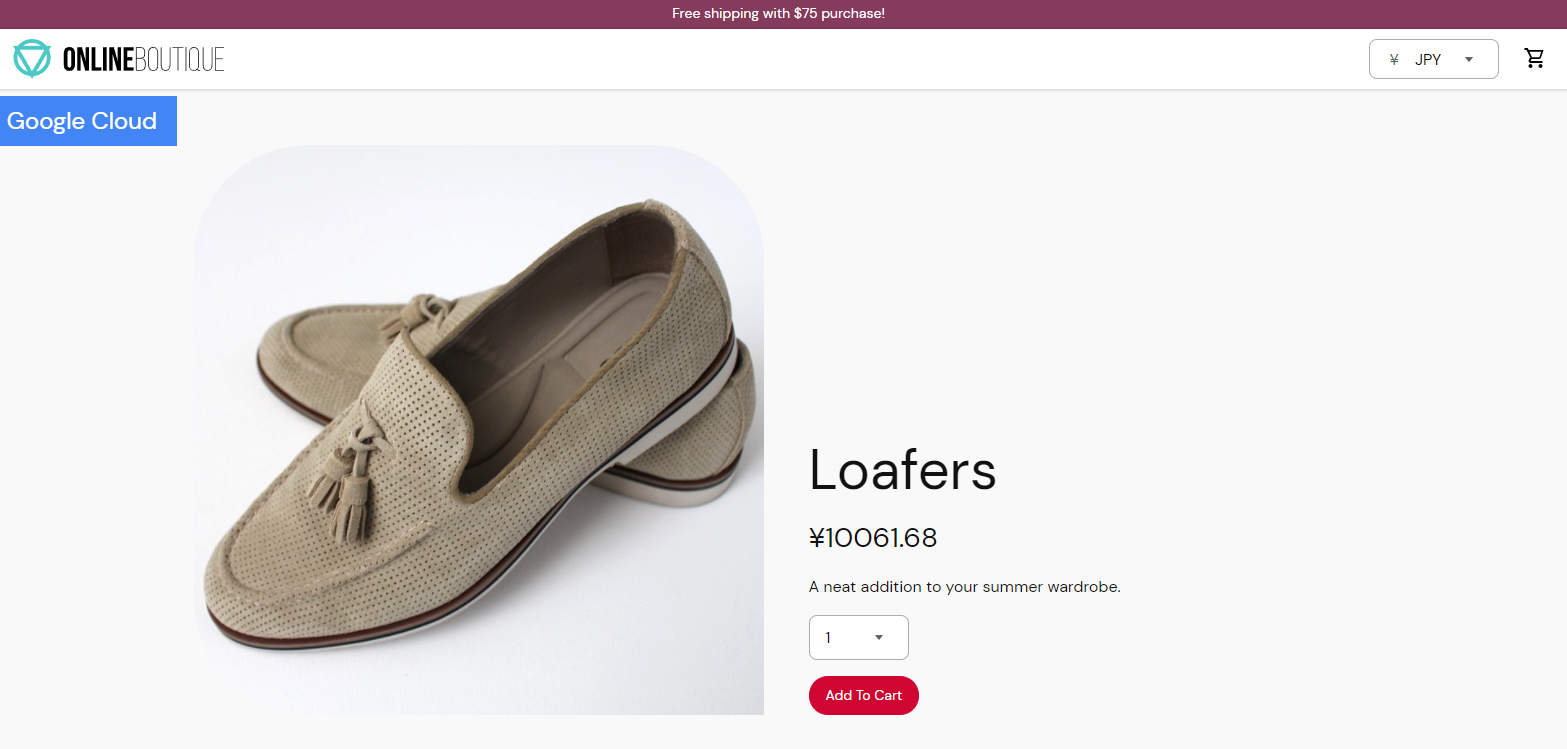 Free shipping with $75 purchase!
ONLINEBOUTIQUE
¥ JPY
Google Cloud
Loafers
¥10061.68
A neat addition to your summer wardrobe.
1
Add To Cart